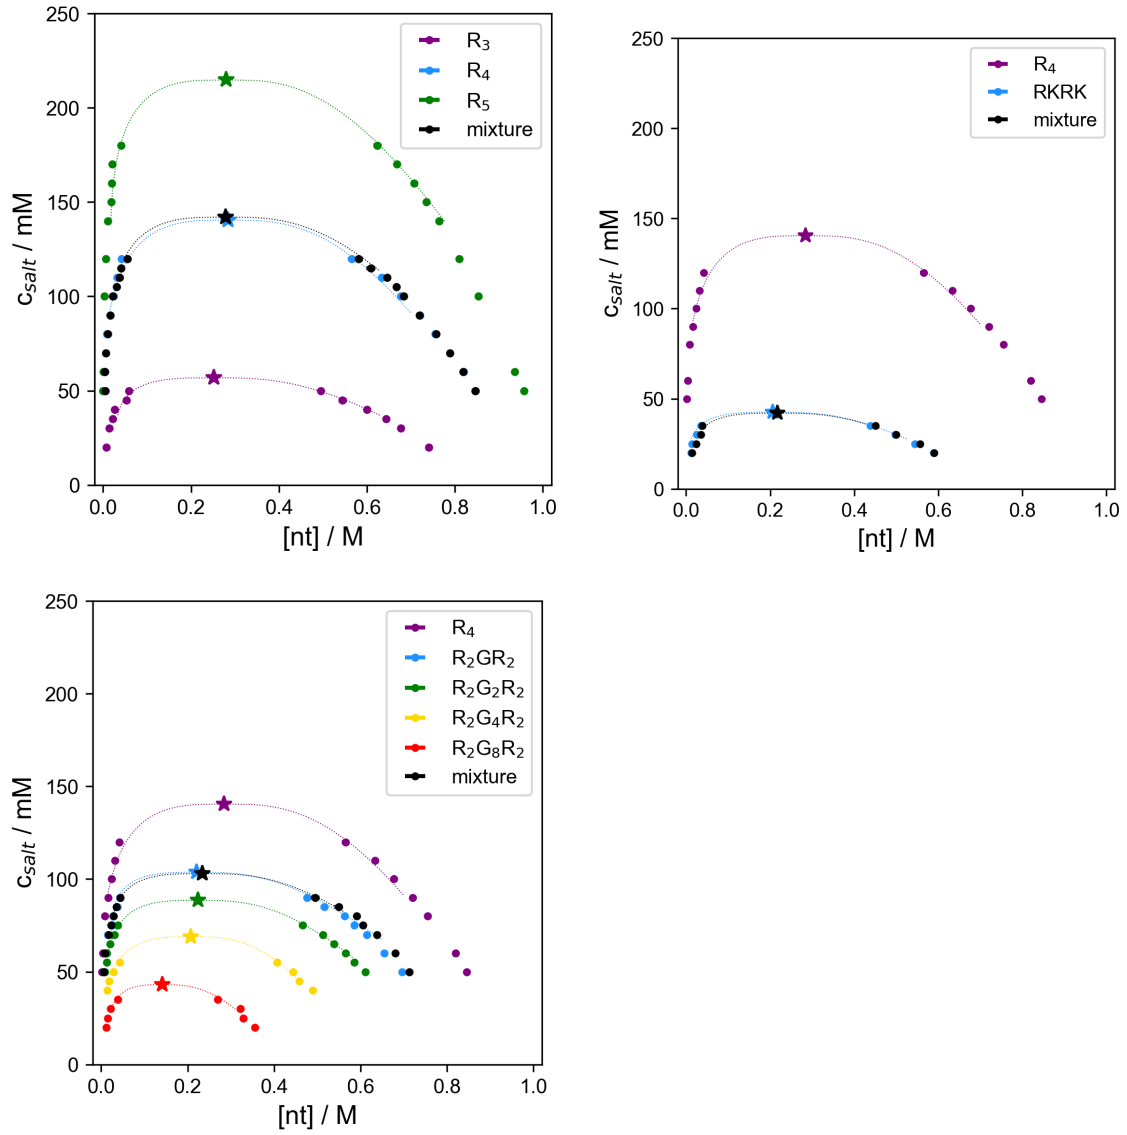 250
200
150
100
50
0
c_salt / mM
0.0 0.2 0.4 0.6 0.8 1.0
[nt] / M
R₃
R₄
R₅
mixture
250
200
150
100
50
0
c_salt / mM
0.0 0.2 0.4 0.6 0.8 1.0
[nt] / M
R₄
RKRK
mixture
250
200
150
100
50
0
c_salt / mM
0.0 0.2 0.4 0.6 0.8 1.0
[nt] / M
R₄
R₂GR₂
R₂G₂R₂
R₂G₄R₂
R₂G₈R₂
mixture